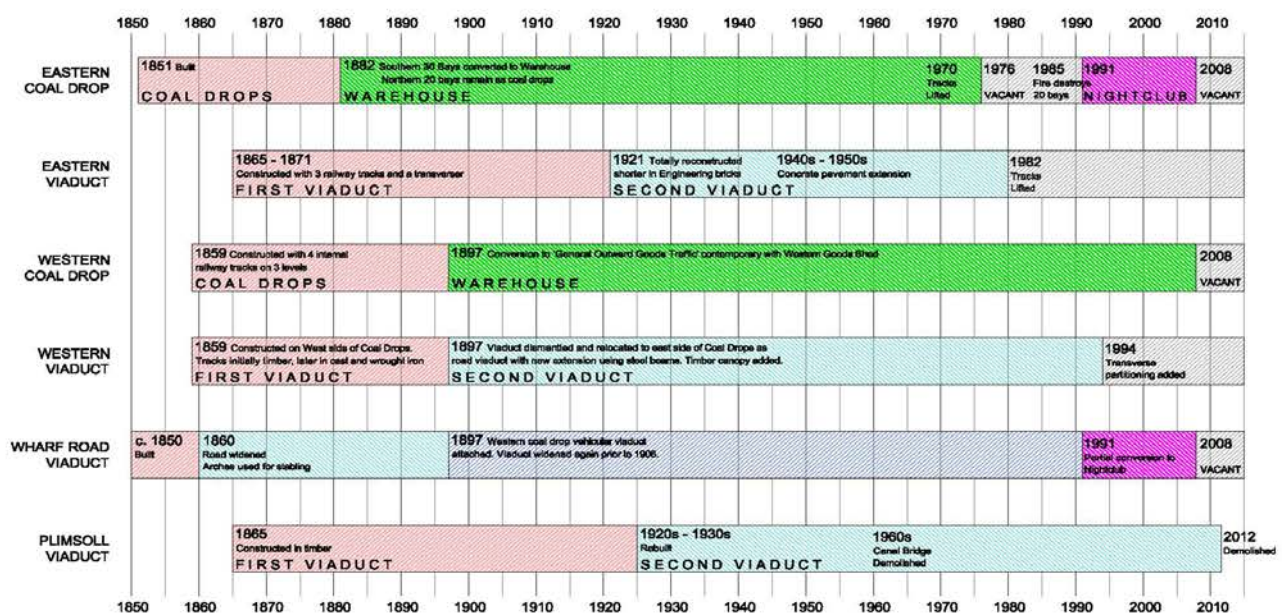 1850 1860 1870 1880 1890 1900 1910 1920 1930 1940 1950 1960 1970 1980 1990 2000 2010
EASTERN
COAL DROP
1851 Built
COAL DROPS
1882 Southern 30 Bays converted to Warehouse
Northern 20 bays remain as coal drops
WAREHOUSE
1970
Tracks
Lifted
1976
VACANT
1985
Fire destroys
20 bays
1991
NIGHTCLUB
2008
VACANT
EASTERN
VIADUCT
1865 - 1871
Constructed with 3 railway tracks and a transverser
FIRST VIADUCT
1921 Totally reconstructed
shorter in Engineering bricks
SECOND VIADUCT
1940s - 1950s
Concrete pavement extension
1982
Tracks
Lifted
WESTERN
COAL DROP
1859 Constructed with 4 internal
railway tracks on 3 levels
COAL DROPS
1897 Conversion to 'General Outward Goods Traffic' contemporary with Western Goods Shed
WAREHOUSE
2008
VACANT
WESTERN
VIADUCT
1859 Constructed on West side of Coal Drops.
Tracks initially timber, later in cast and wrought iron
FIRST VIADUCT
1897 Viaduct dismantled and relocated to east side of Coal Drops as
road viaduct with new extension using steel beams. Timber canopy added.
SECOND VIADUCT
1994
Transverse
partitioning added
WHARF ROAD
VIADUCT
c. 1850
Built
1860
Road widened
Arches used for stabling
1897 Western coal drop vehicular viaduct
attached. Viaduct widened again prior to 1906.
1991
Partial conversion to
Nightclub
2008
VACANT
PLIMSOLL
VIADUCT
1865
Constructed in timber
FIRST VIADUCT
1920s - 1930s
Rebuilt
SECOND VIADUCT
1960s
Canal Bridge
Demolished
2012
Demolished
1850 1860 1870 1880 1890 1900 1910 1920 1930 1940 1950 1960 1970 1980 1990 2000 2010